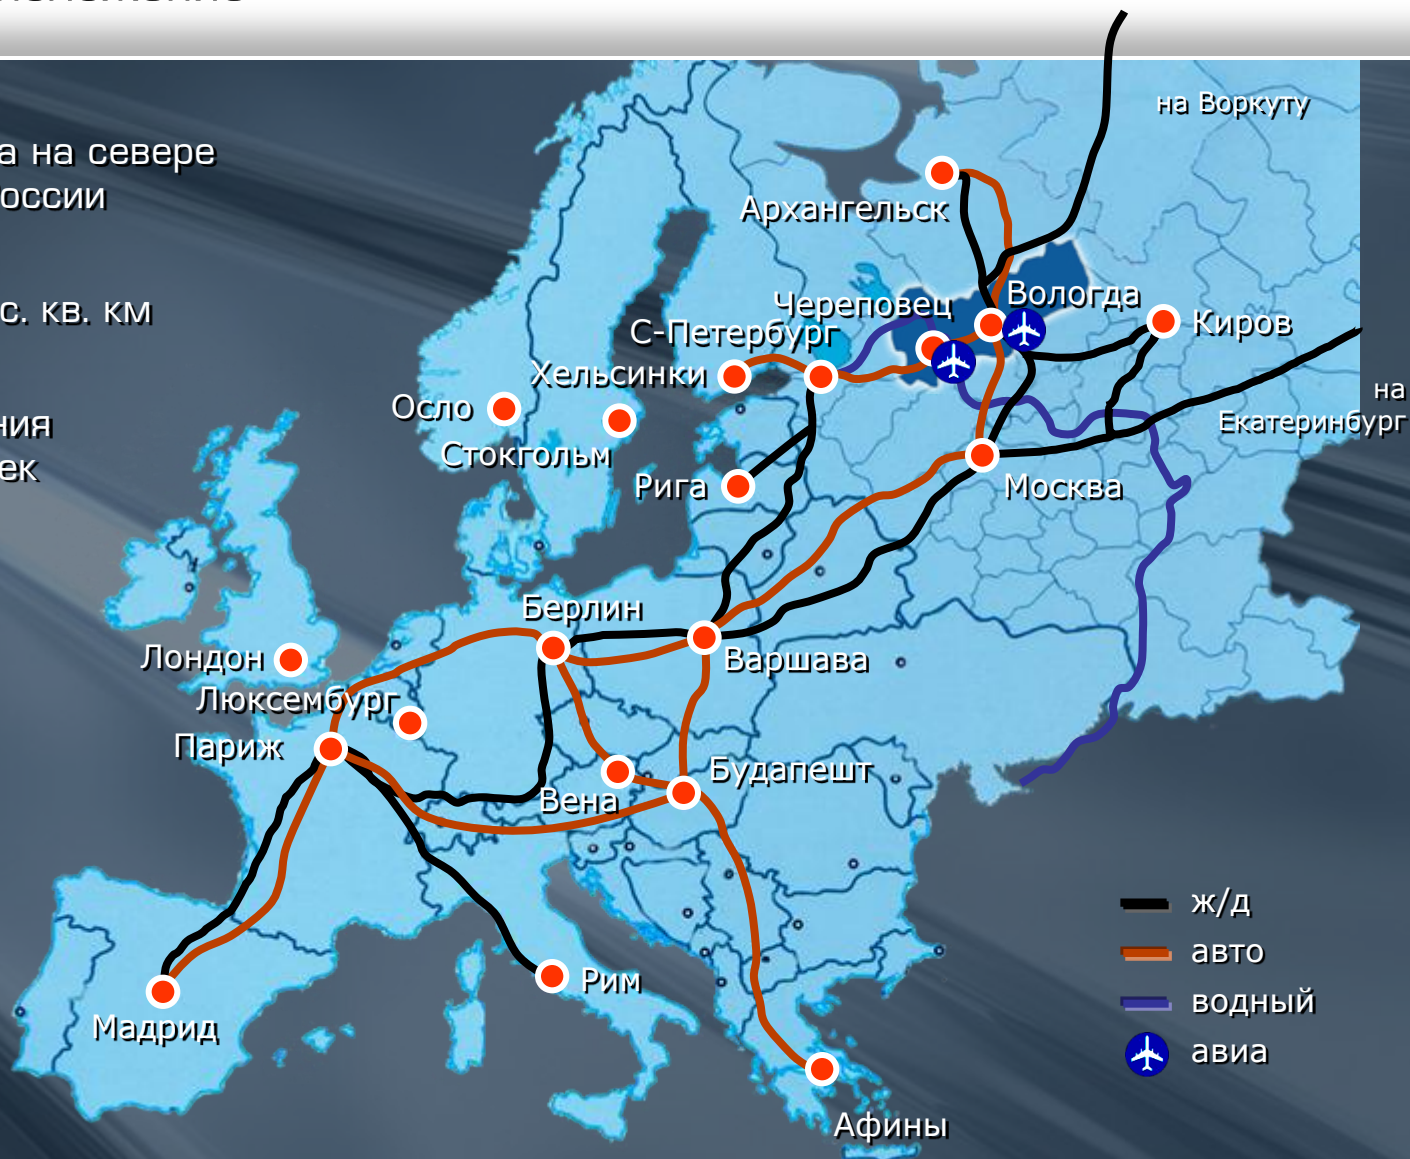 а на севере
оссии
с. кв. км
ния
ек
на Воркуту
Архангельск
Череповец
Вологда
С-Петербург
Киров
Хельсинки
Осло
Стокгольм
на
Екатеринбург
Рига
Москва
Берлин
Лондон
Варшава
Люксембург
Париж
Будапешт
Вена
ж/д
авто
Рим
водный
Мадрид
авиа
Афины